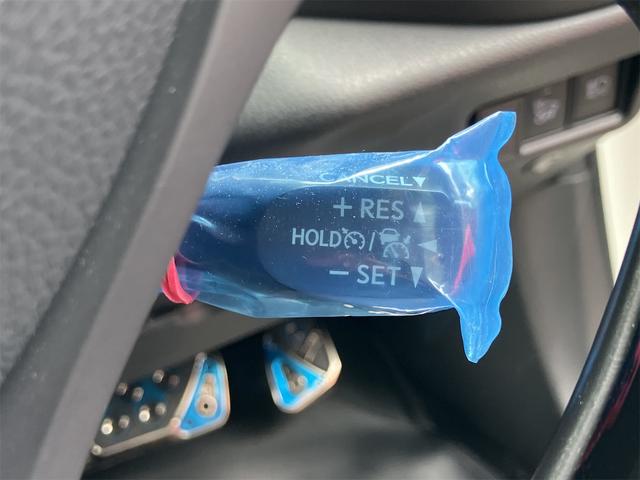 CANCEL▼
+ RES ▲
HOLD / ◀
− SET ▼